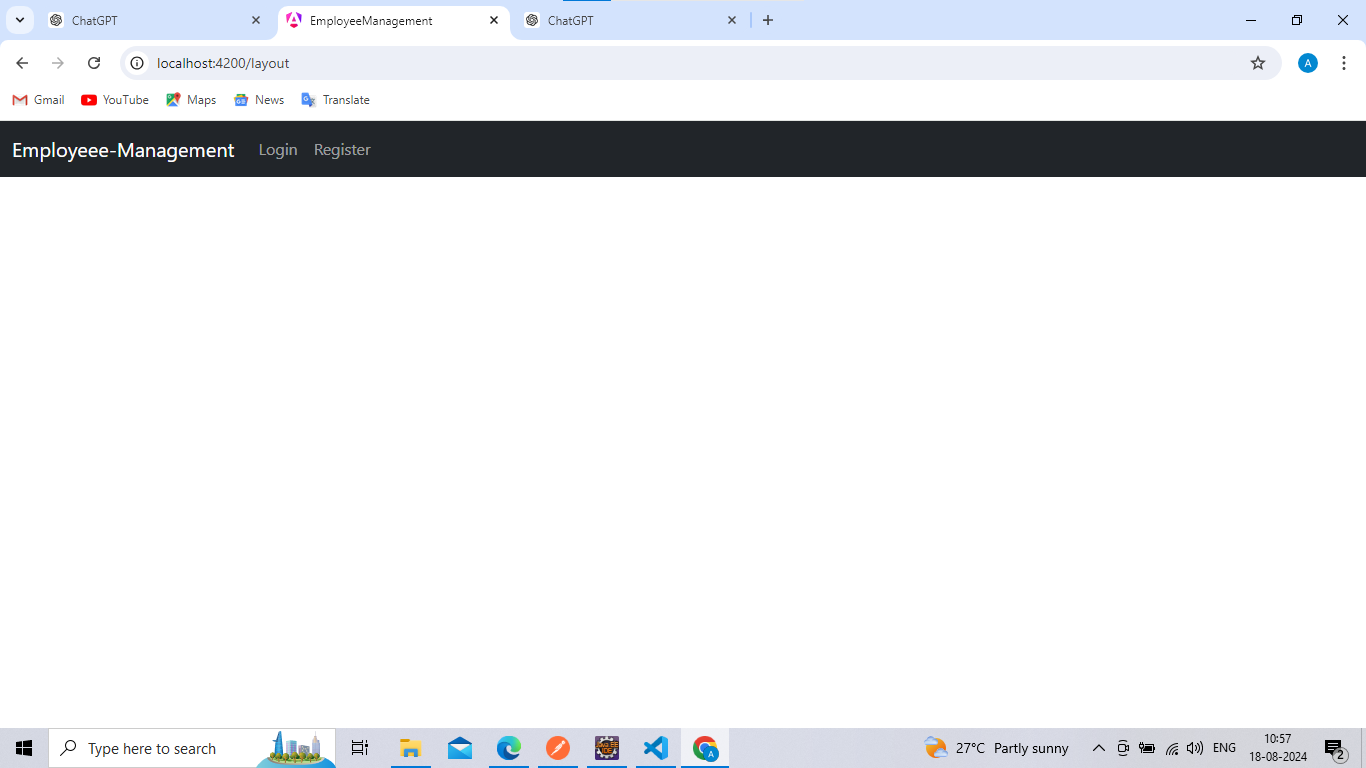 ChatGPT
EmployeeManagement
ChatGPT
localhost:4200/layout
A
Gmail
YouTube
Maps
News
Translate
Employeee-Management Login Register
Type here to search
27°C Partly sunny
ENG
10:57
18-08-2024
2